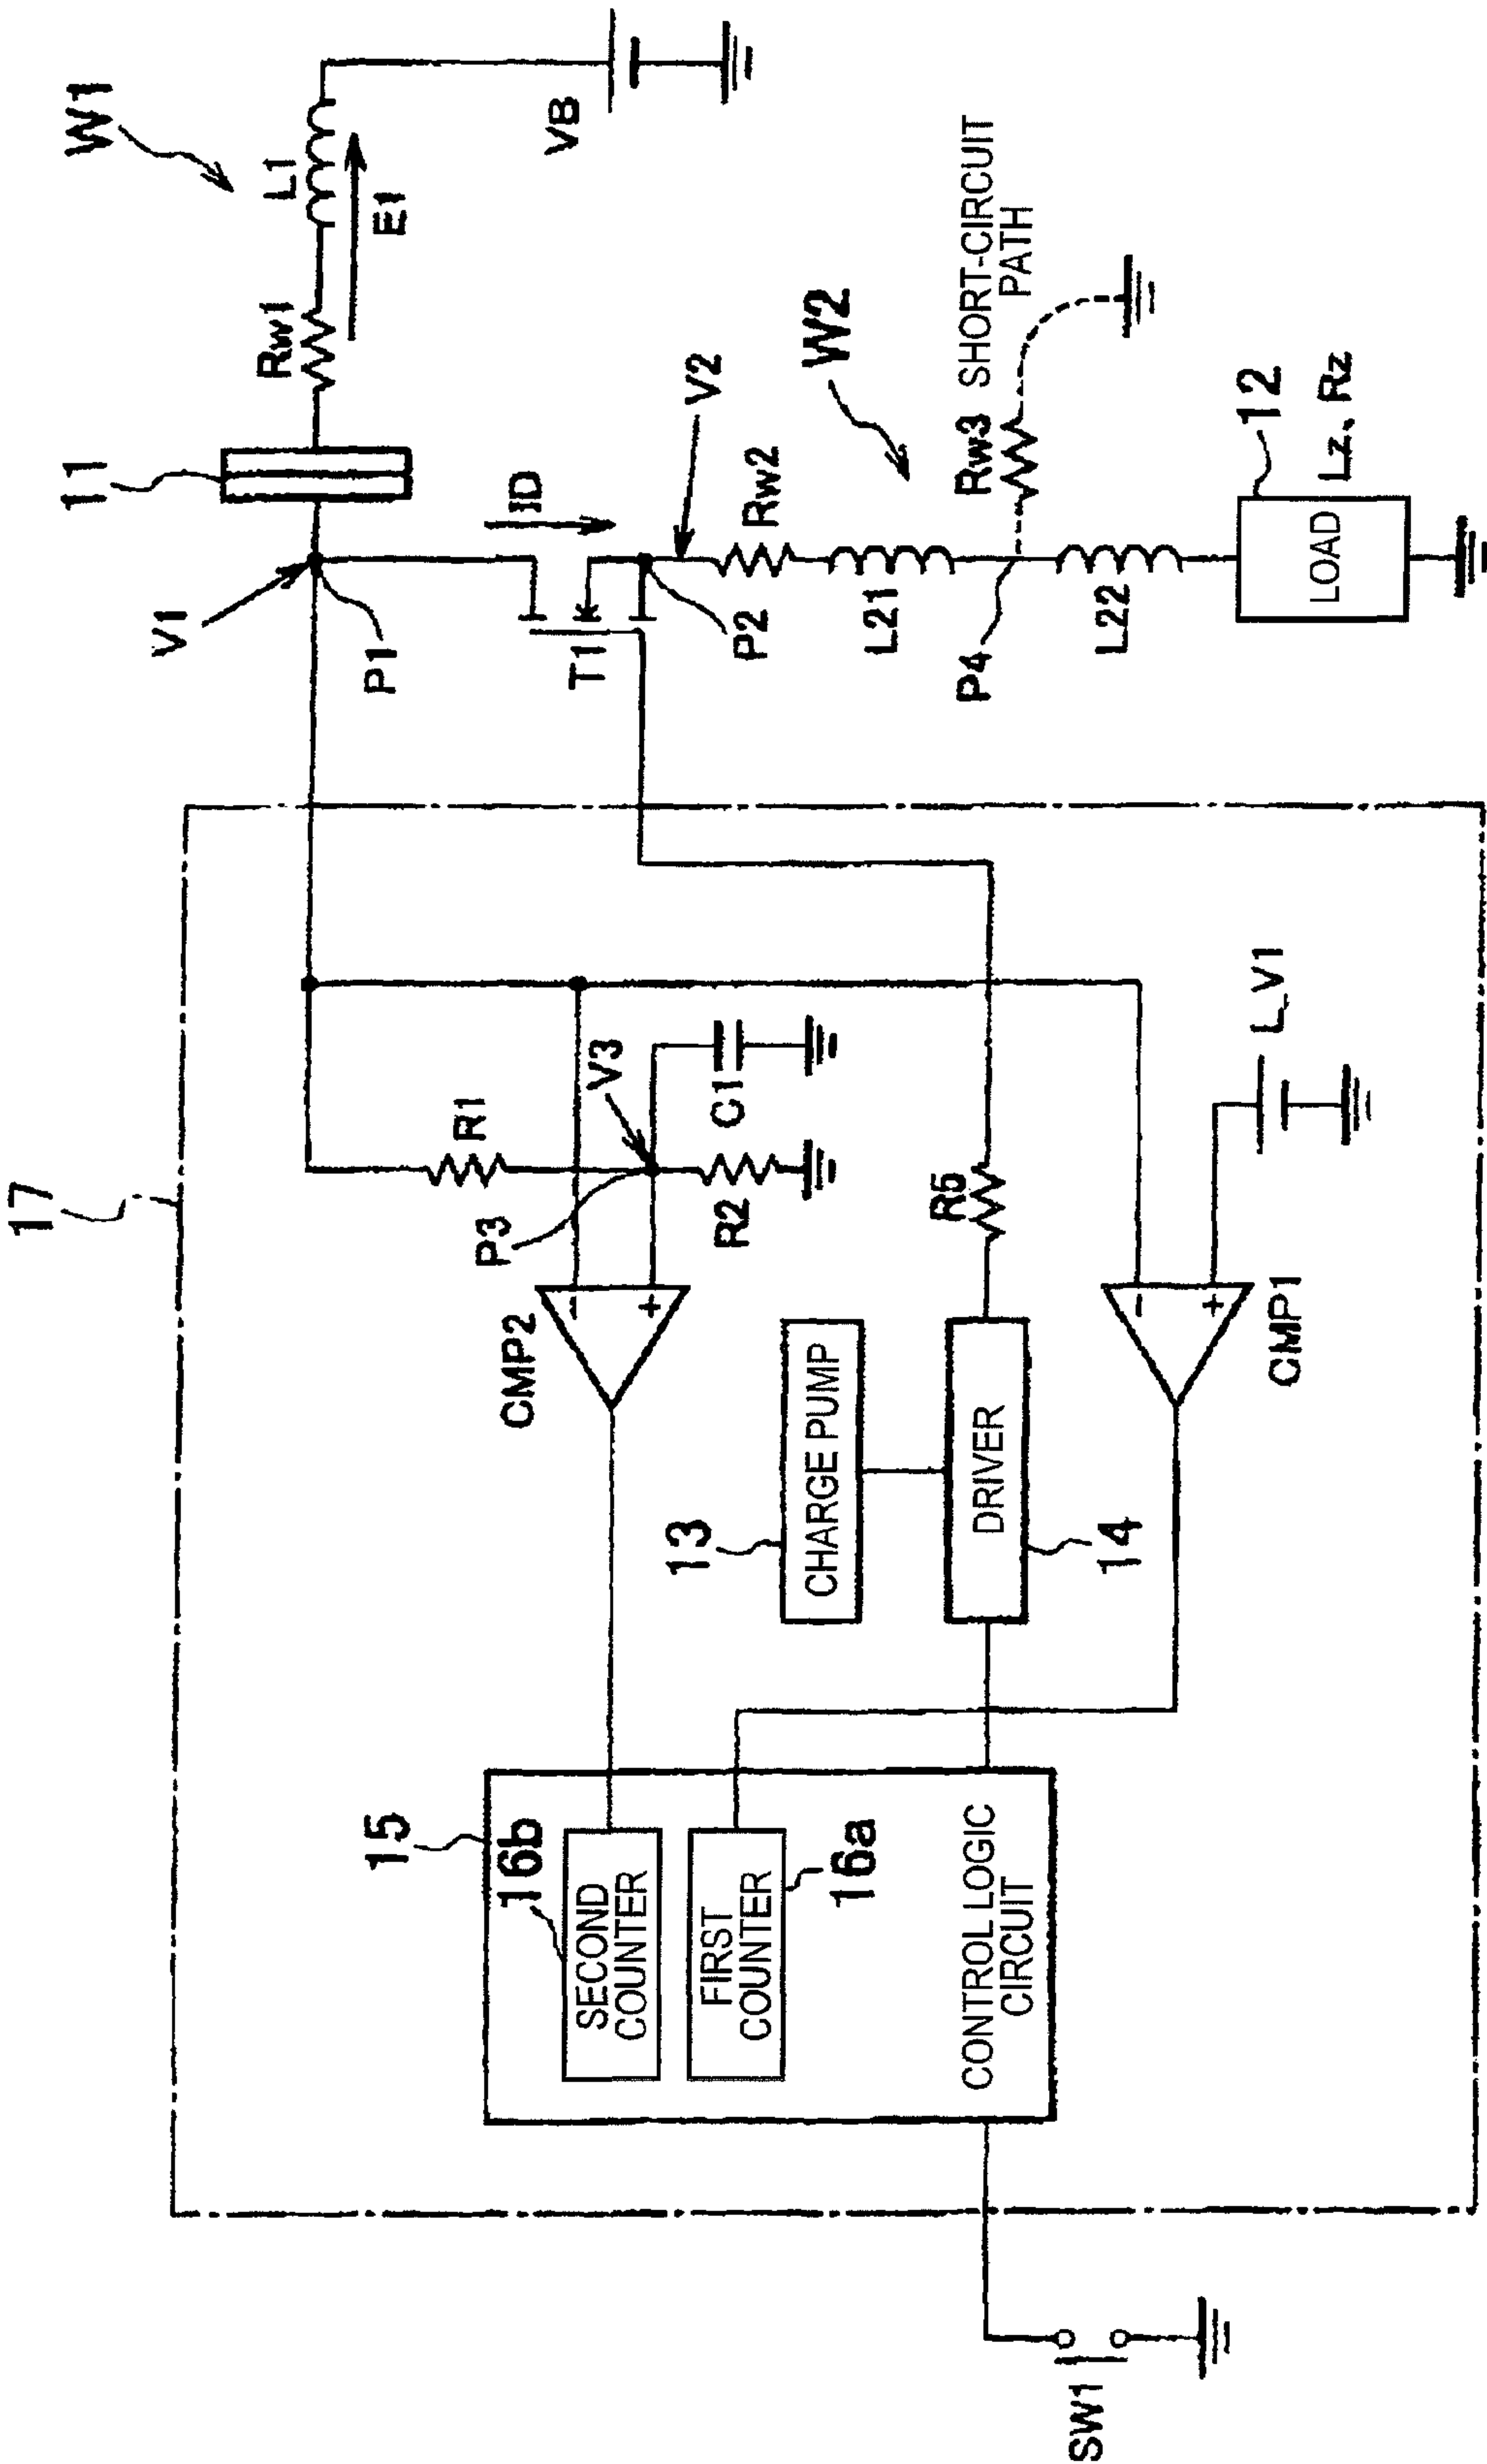 17
W1
V1
11
P1
Rw1
L1
E1
VB
ID
T1
P2
V2
Rw2
W2
L21
P4
Rw3
SHORT-CIRCUIT
PATH
L22
12
LOAD
Lz、Rz
R1
V3
P3
C1
R2
CMP2
13
CHARGE PUMP
R5
DRIVER
14
L_V1
CMP1
15
16b
SECOND
COUNTER
FIRST
COUNTER
16a
CONTROL LOGIC
CIRCUIT
SW1
-
+
-
+